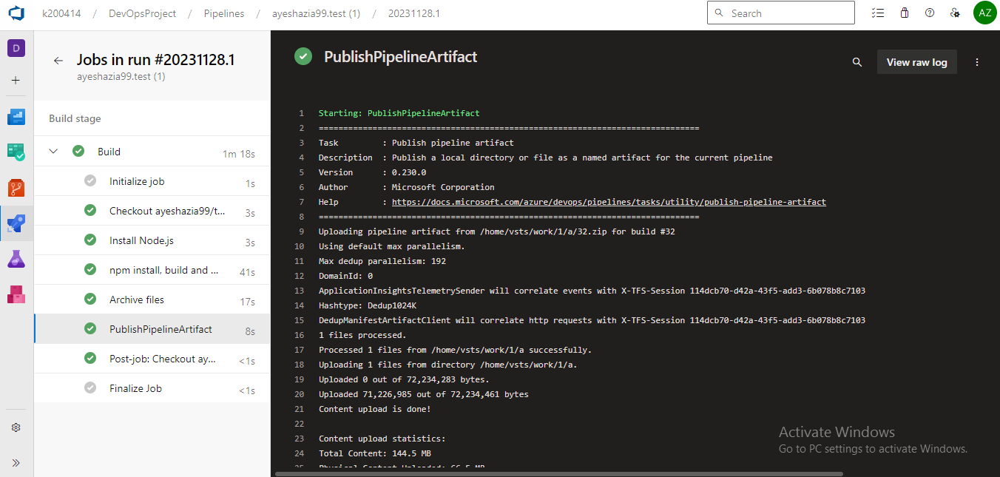 k200414 / DevOpsProject / Pipelines / ayeshazia99.test (1) / 20231128.1
Search
AZ
D
Jobs in run #20231128.1
ayeshazia99.test (1)
Build stage
Build 1m 18s
Initialize job 1s
Checkout ayeshazia99/t... 3s
Install Node.js 3s
npm install, build and ... 41s
Archive files 17s
PublishPipelineArtifact 8s
Post-job: Checkout ay... <1s
Finalize Job <1s
PublishPipelineArtifact
View raw log
1 Starting: PublishPipelineArtifact
2 ==============================================================================
3 Task         : Publish pipeline artifact
4 Description  : Publish a local directory or file as a named artifact for the current pipeline
5 Version      : 0.230.0
6 Author       : Microsoft Corporation
7 Help         : https://docs.microsoft.com/azure/devops/pipelines/tasks/utility/publish-pipeline-artifact
8 ==============================================================================
9 Uploading pipeline artifact from /home/vsts/work/1/a/32.zip for build #32
10 Using default max parallelism.
11 Max dedup parallelism: 192
12 DomainId: 0
13 ApplicationInsightsTelemetrySender will correlate events with X-TFS-Session 114dcb70-d42a-43f5-add3-6b078b8c7103
14 Hashtype: Dedup1024K
15 DedupManifestArtifactClient will correlate http requests with X-TFS-Session 114dcb70-d42a-43f5-add3-6b078b8c7103
16 1 files processed.
17 Processed 1 files from /home/vsts/work/1/a successfully.
18 Uploading 1 files from directory /home/vsts/work/1/a.
19 Uploaded 0 out of 72,234,283 bytes.
20 Uploaded 71,226,985 out of 72,234,461 bytes
21 Content upload is done!
22
23 Content upload statistics:
24 Total Content: 144.5 MB
25 Physical Content Uploaded: 66.5 MB
Activate Windows
Go to PC settings to activate Windows.